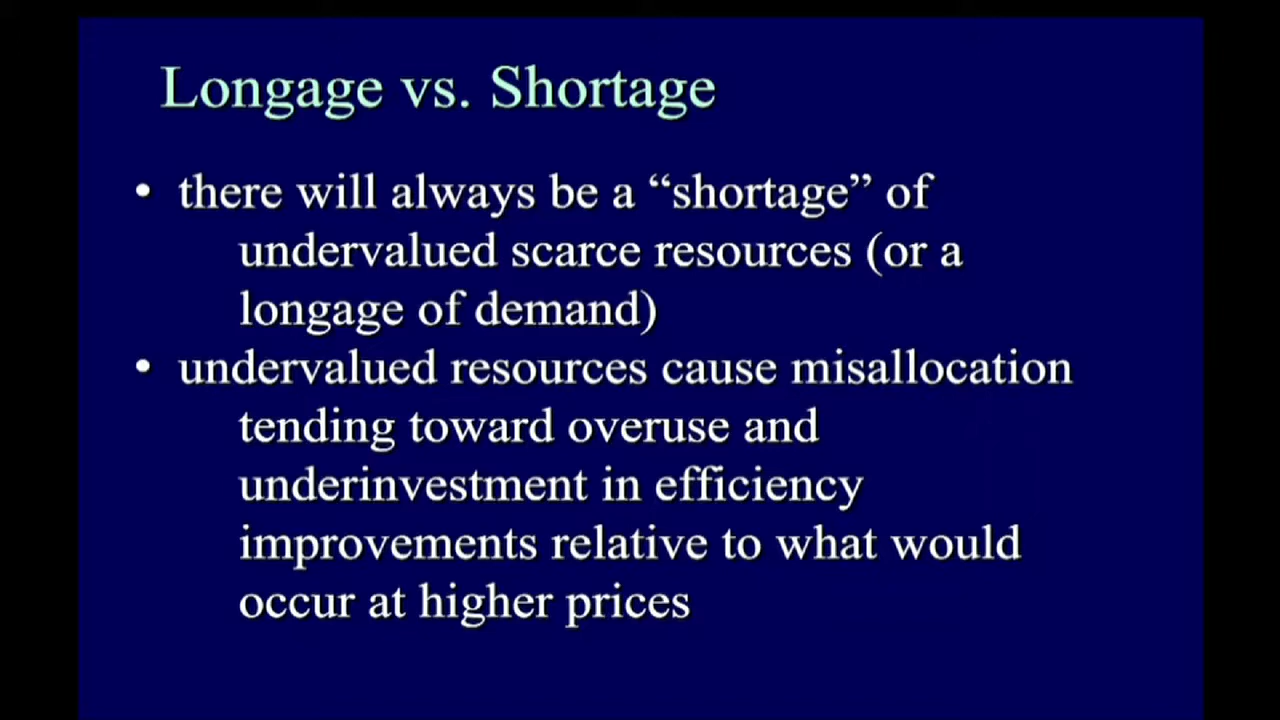 Longage vs. Shortage
• there will always be a “shortage” of
undervalued scarce resources (or a
longage of demand)
• undervalued resources cause misallocation
tending toward overuse and
underinvestment in efficiency
improvements relative to what would
occur at higher prices